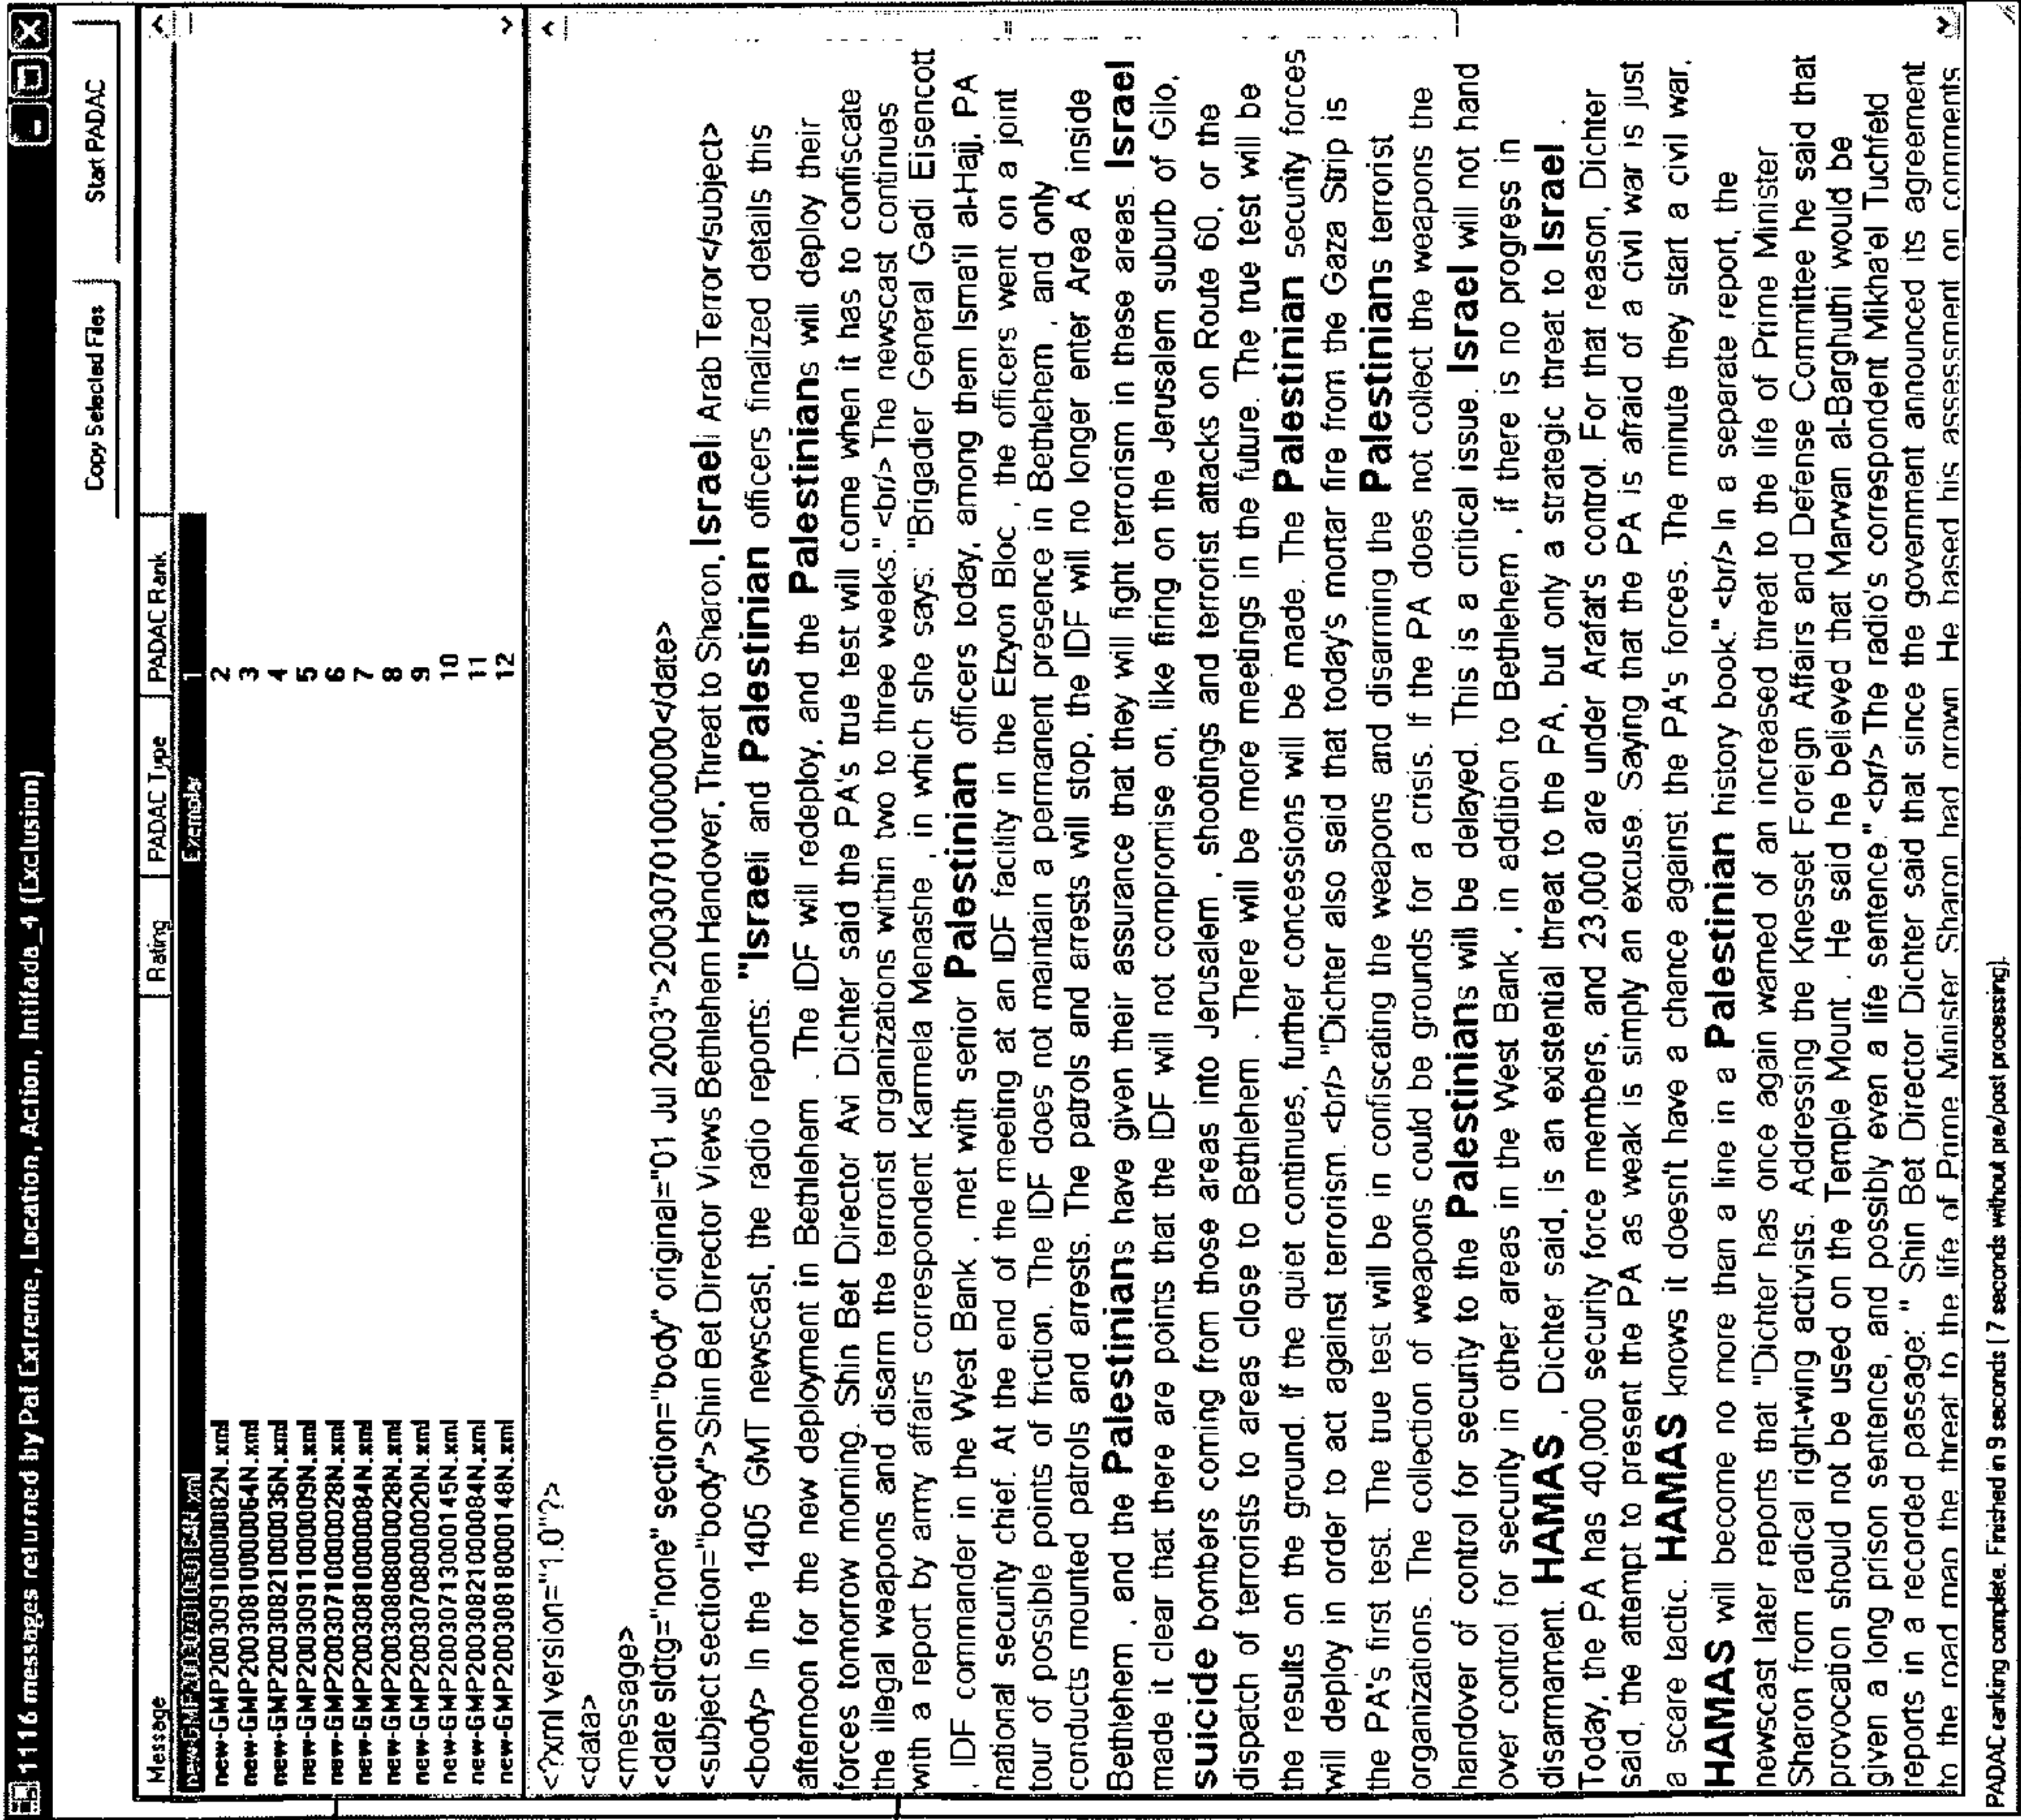 1116 messages returned by Pal Extreme, Location, Action, Intifada_4 (Exclusion)
Copy Selected Files Start PADAC
Message Rating PADAC Type PADAC Rank
Exemplar 1
new-GMP20030910000082N.xml 2
new-GMP20030810000064N.xml 3
new-GMP20030821000036N.xml 4
new-GMP20030911000009N.xml 5
new-GMP20030710000028N.xml 6
new-GMP20030810000084N.xml 7
new-GMP20030808000028N.xml 8
new-GMP20030708000020N.xml 9
new-GMP20030713000145N.xml 10
new-GMP20030821000084N.xml 11
new-GMP20030818000148N.xml 12
<?xml version="1.0"?>
<data>
<message>
<date sldtg="none" section="body" original="01 Jul 2003">20030701000000</date>
<subject section="body">Shin Bet Director Views Bethlehem Handover, Threat to Sharon, Israeli Arab Terror</subject>
<body> In the 1405 GMT newscast, the radio reports: "Israeli and Palestinian officers finalized details this
afternoon for the new deployment in Bethlehem . The IDF will redeploy, and the Palestinians will deploy their
forces tomorrow morning. Shin Bet Director Avi Dichter said the PA's true test will come when it has to confiscate
the illegal weapons and disarm the terrorist organizations within two to three weeks." <br/> The newscast continues
with a report by army affairs correspondent Karmela Menashe , in which she says: "Brigadier General Gadi Eisencott
, IDF commander in the West Bank , met with senior Palestinian officers today, among them Isma'il al-Hajj, PA
national security chief. At the end of the meeting at an IDF facility in the Etzyon Bloc , the officers went on a joint
tour of possible points of friction. The IDF does not maintain a permanent presence in Bethlehem , and only
conducts mounted patrols and arrests. The patrols and arrests will stop, the IDF will no longer enter Area A inside
Bethlehem , and the Palestinians have given their assurance that they will fight terrorism in these areas. Israel
made it clear that there are points that the IDF will not compromise on, like firing on the Jerusalem suburb of Gilo,
suicide bombers coming from those areas into Jerusalem , shootings and terrorist attacks on Route 60, or the
dispatch of terrorists to areas close to Bethlehem . There will be more meetings in the future. The true test will be
the results on the ground. If the quiet continues, further concessions will be made. The Palestinian security forces
will deploy in order to act against terrorism. <br/> "Dichter also said that today's mortar fire from the Gaza Strip is
the PA's first test. The true test will be in confiscating the weapons and disarming the Palestinians terrorist
organizations. The collection of weapons could be grounds for a crisis. If the PA does not collect the weapons the
handover of control for security to the Palestinians will be delayed. This is a critical issue. Israel will not hand
over control for security in other areas in the West Bank , in addition to Bethlehem , if there is no progress in
disarmament. HAMAS , Dichter said, is an existential threat to the PA, but only a strategic threat to Israel .
Today, the PA has 40,000 security force members, and 23,000 are under Arafat's control. For that reason, Dichter
said, the attempt to present the PA as weak is simply an excuse. Saying that the PA is afraid of a civil war is just
a scare tactic. HAMAS knows it doesn't have a chance against the PA's forces. The minute they start a civil war,
HAMAS will become no more than a line in a Palestinian history book." <br/> In a separate report, the
newscast later reports that "Dichter has once again warned of an increased threat to the life of Prime Minister
Sharon from radical right-wing activists. Addressing the Knesset Foreign Affairs and Defense Committee he said that
provocation should not be used on the Temple Mount . He said he believed that Marwan al-Barghuthi would be
given a long prison sentence, and possibly even a life sentence." <br/> The radio's correspondent Mikha'el Tuchfeld
reports in a recorded passage: " Shin Bet Director Dichter said that since the government announced its agreement
to the road map the threat to the life of Prime Minister Sharon had grown. He based his assessment on comments
PADAC ranking complete. Finished in 9 seconds ( 7 seconds without pre/post processing).